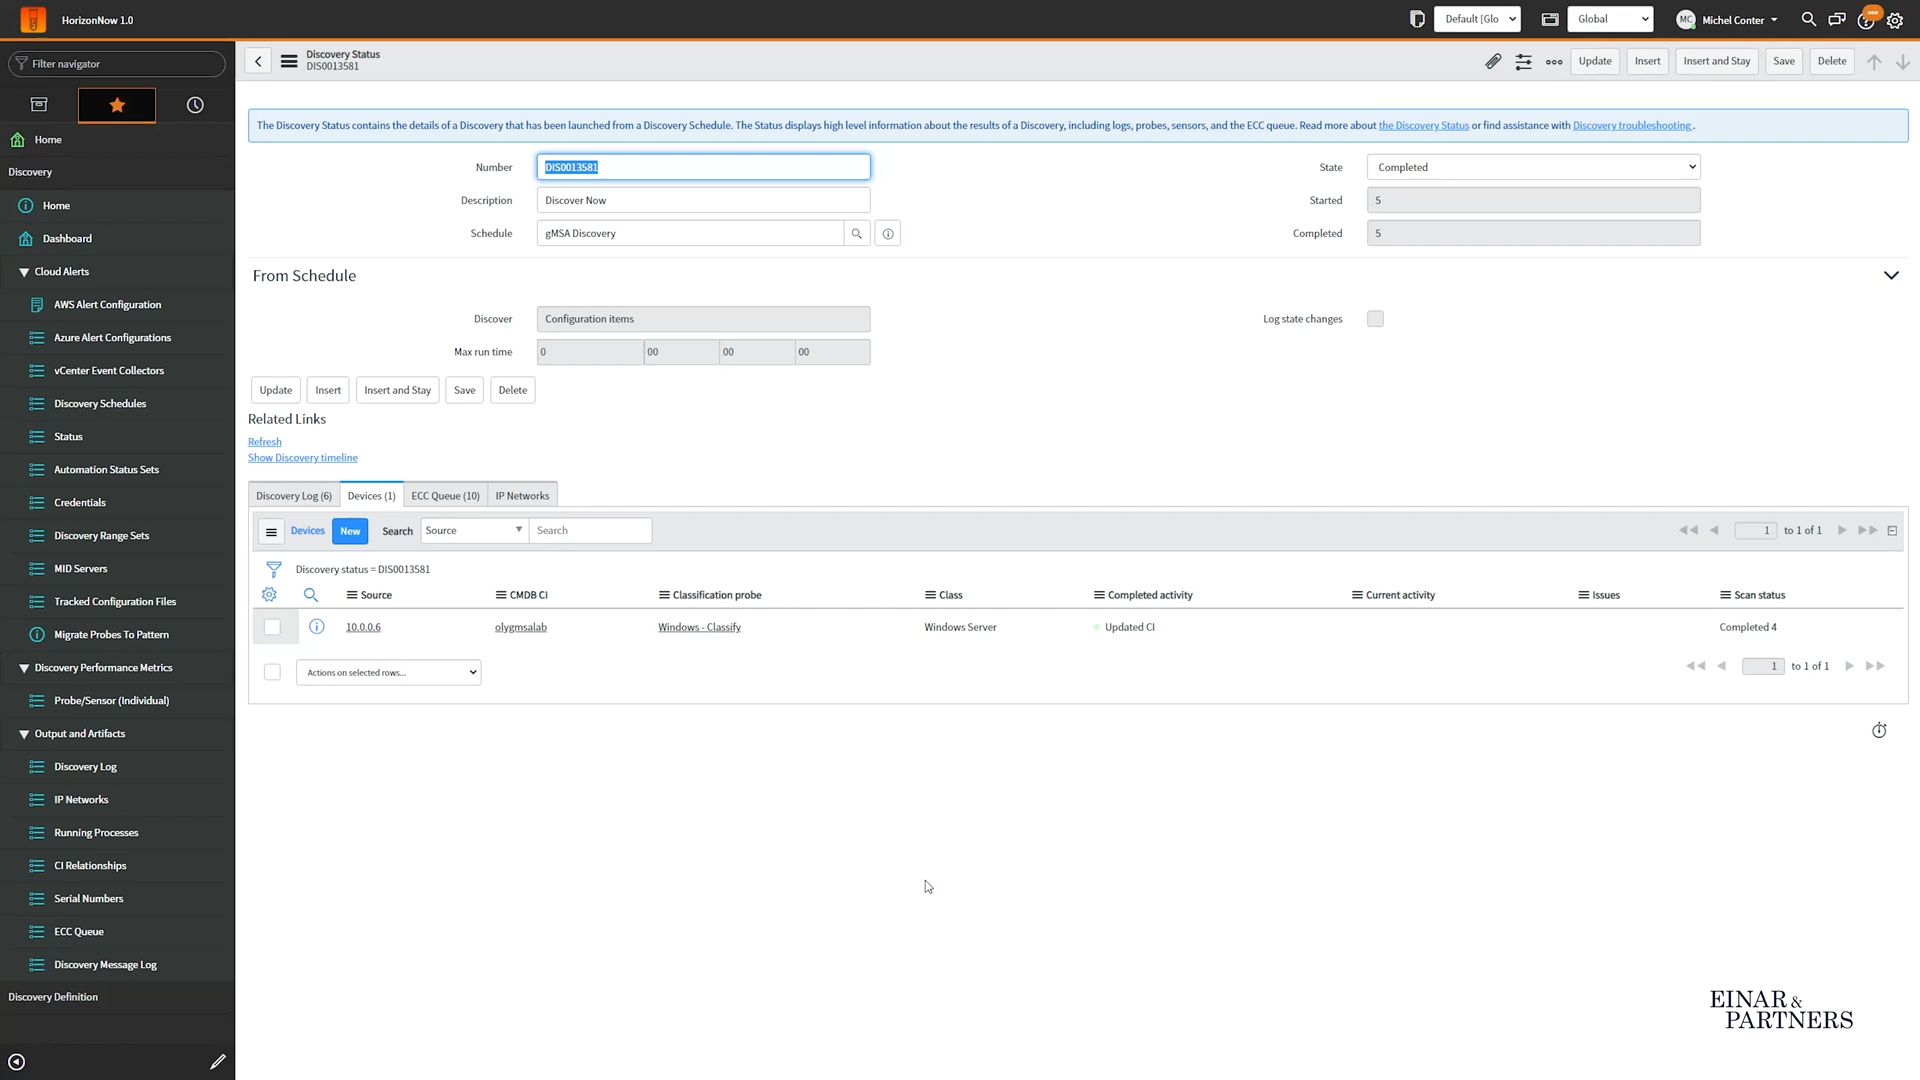 HorizonNow 1.0
Default [Glo
Global
MC
Michel Conter
Filter navigator
Home
Discovery
Home
Dashboard
Cloud Alerts
AWS Alert Configuration
Azure Alert Configurations
vCenter Event Collectors
Discovery Schedules
Status
Automation Status Sets
Credentials
Discovery Range Sets
MID Servers
Tracked Configuration Files
Migrate Probes To Pattern
Discovery Performance Metrics
Probe/Sensor (Individual)
Output and Artifacts
Discovery Log
IP Networks
Running Processes
CI Relationships
Serial Numbers
ECC Queue
Discovery Message Log
Discovery Definition
Discovery Status
DIS0013581
Update
Insert
Insert and Stay
Save
Delete
The Discovery Status contains the details of a Discovery that has been launched from a Discovery Schedule. The Status displays high level information about the results of a Discovery, including logs, probes, sensors, and the ECC queue. Read more about the Discovery Status or find assistance with Discovery troubleshooting .
Number DIS0013581
State Completed
Description Discover Now
Started 5
Schedule gMSA Discovery
Completed 5
From Schedule
Discover Configuration items
Log state changes
Max run time 0 00 00 00
Update Insert Insert and Stay Save Delete
Related Links
Refresh
Show Discovery timeline
Discovery Log (6) Devices (1) ECC Queue (10) IP Networks
Devices New Search Source Search 1 to 1 of 1
Discovery status = DIS0013581
Source CMDB CI Classification probe Class Completed activity Current activity Issues Scan status
10.0.0.6 olygmsalab Windows - Classify Windows Server Updated CI Completed 4
Actions on selected rows... 1 to 1 of 1
EINAR &
PARTNERS